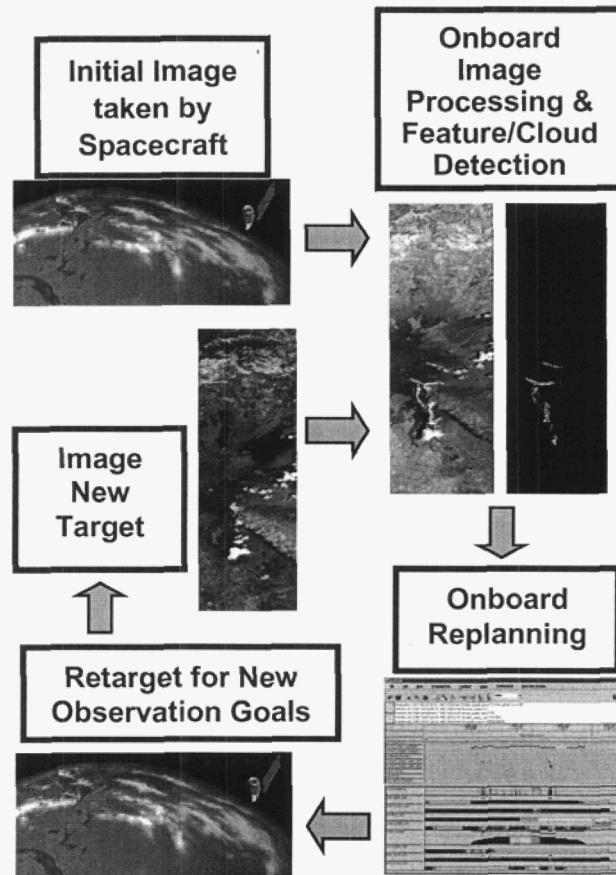 Initial Image
taken by
Spacecraft
Onboard
Image
Processing &
Feature/Cloud
Detection
Image
New
Target
Onboard
Replanning
Retarget for New
Observation Goals